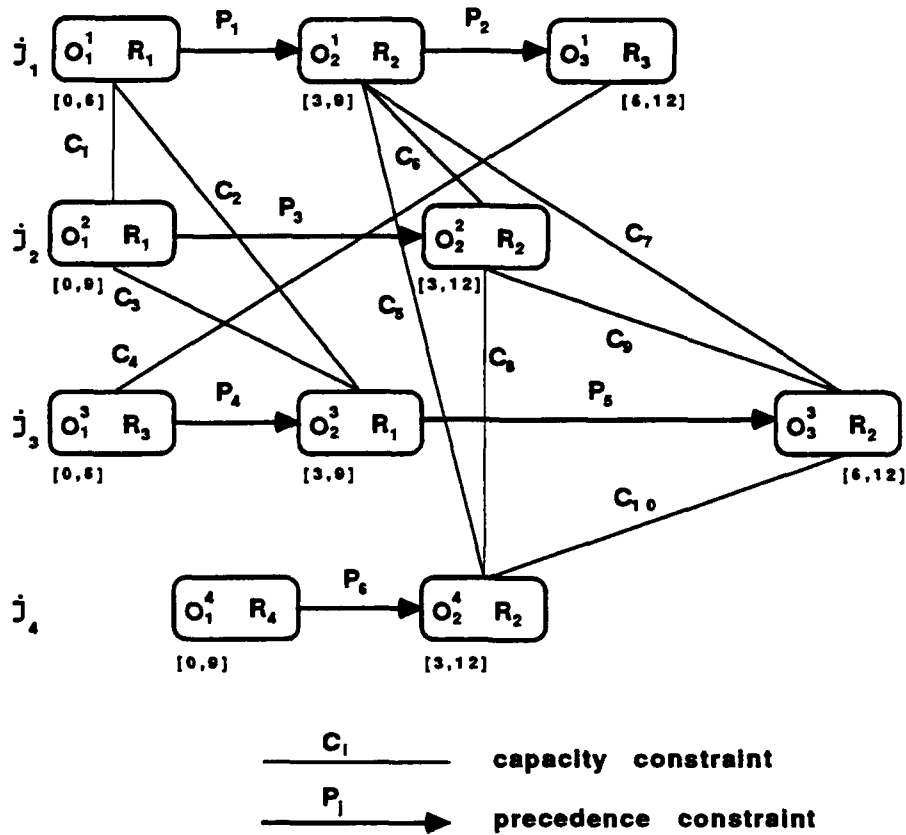 P₁ P₂
j₁ O₁¹ R₁ O₂¹ R₂ O₃¹ R₃
[0,6] [3,9] [6,12]
C₁ C₆
C₂ P₃
j₂ O₁² R₁ O₂² R₂ C₇
[0,9] [3,12]
C₃ C₅
C₄ C₈ C₉
P₄ P₅
j₃ O₁³ R₃ O₂³ R₁ O₃³ R₂
[0,6] [3,9] [6,12]
C₁₀
P₆
j₄ O₁⁴ R₄ O₂⁴ R₂
[0,9] [3,12]
Cᵢ capacity constraint
Pⱼ precedence constraint